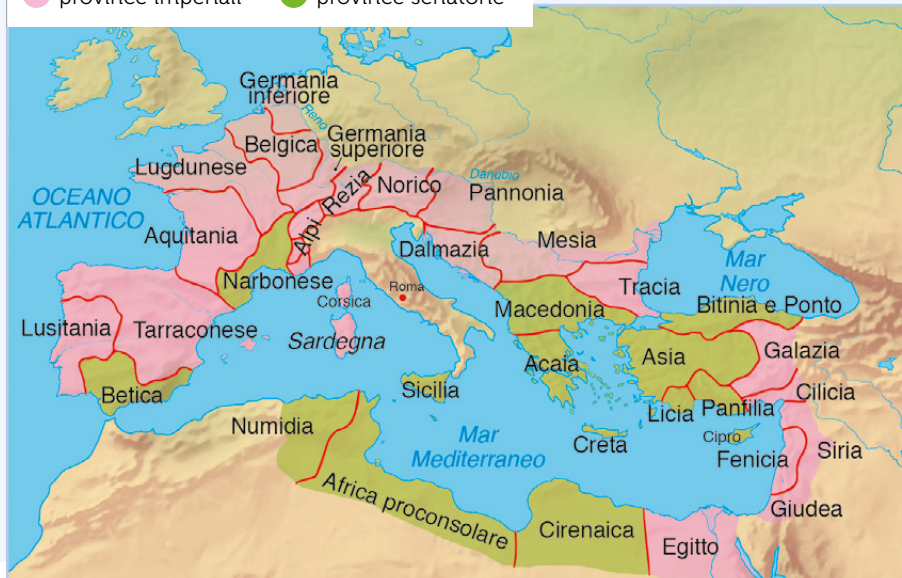 province imperiali
province senatorie
Germania
inferiore
Reno
Belgica
Germania
superiore
Lugdunese
OCEANO
ATLANTICO
Alpi
Rezia
Norico
Danubio
Pannonia
Aquitania
Dalmazia
Mesia
Mar
Nero
Narbonese
Corsica
Roma
Tracia
Bitinia e Ponto
Macedonia
Lusitania
Tarraconese
Sardegna
Acaia
Asia
Galazia
Betica
Sicilia
Cilicia
Licia
Panfilia
Numidia
Mar
Mediterraneo
Creta
Cipro
Fenicia
Siria
Africa proconsolare
Giudea
Cirenaica
Egitto